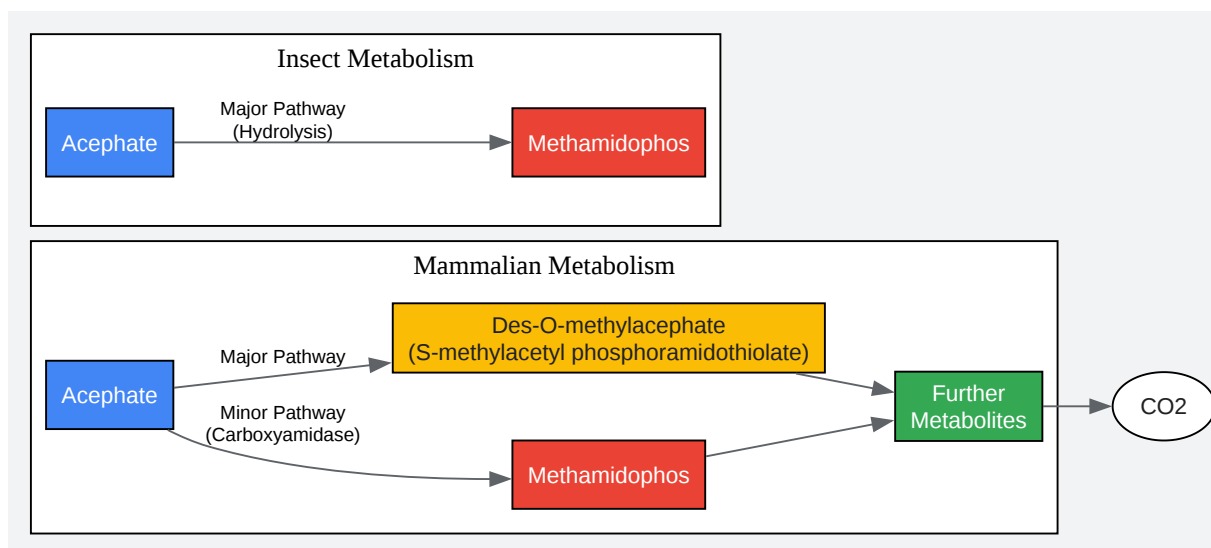 Insect Metabolism
Acephate
Major Pathway
(Hydrolysis)
Methamidophos
Mammalian Metabolism
Acephate
Major Pathway
Des-O-methylacephate
(S-methylacetyl phosphoramidothiolate)
Minor Pathway
(Carboxyamidase)
Methamidophos
Further
Metabolites
CO2